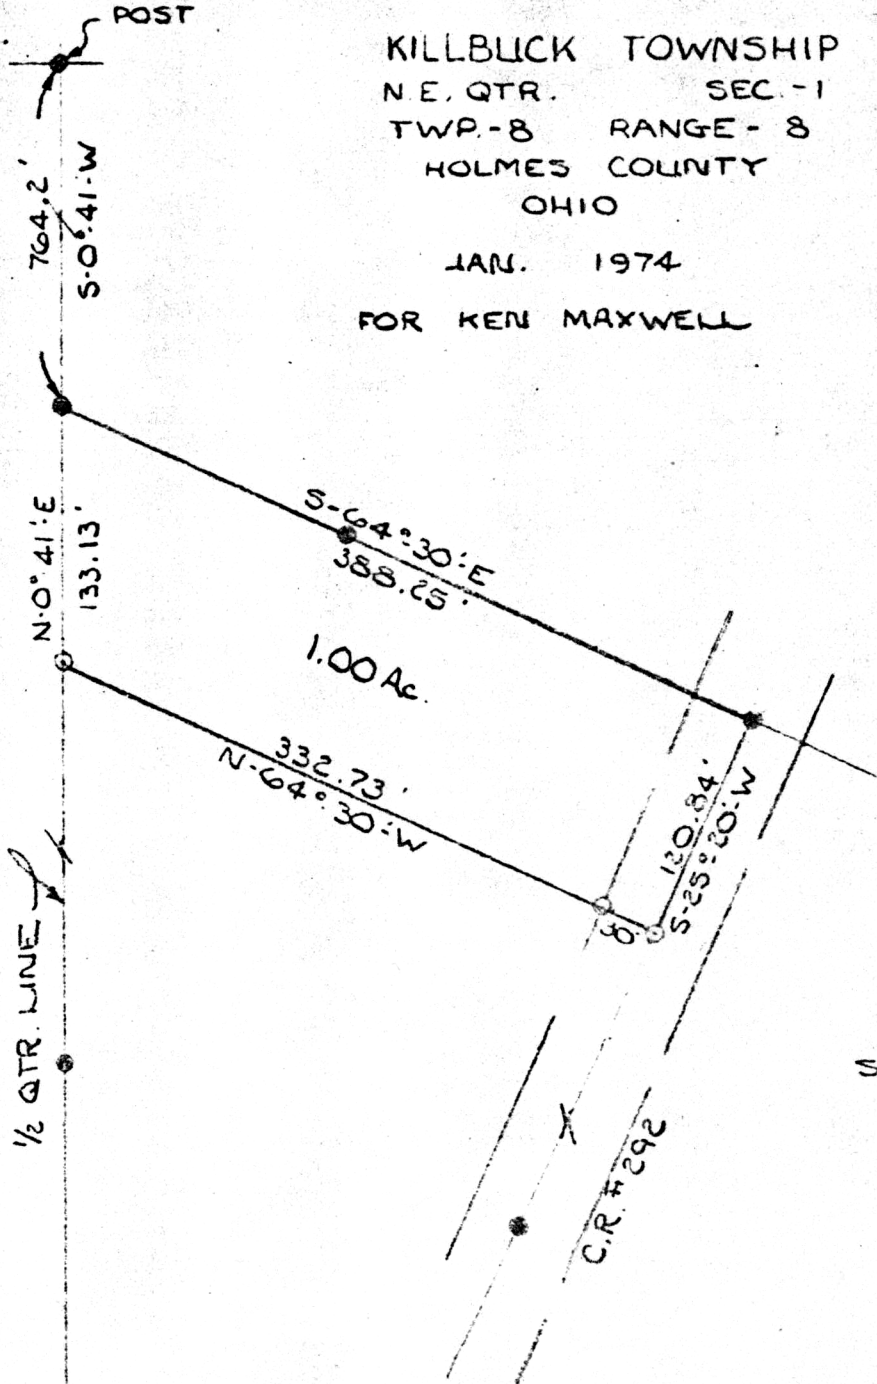 POST
KILLBUCK TOWNSHIP
N.E. QTR. SEC.-1
TWP.-8 RANGE-8
HOLMES COUNTY
OHIO
JAN. 1974
FOR KEN MAXWELL
764.2'
S-0°41'-W
N-0°41'E
133.13'
S-64°30'E
388.25'
1.00 Ac.
332.73'
N-64°30'W
120.84'
S-25°20'W
30'
1/2 QTR. LINE
X
C.R. # 292
S